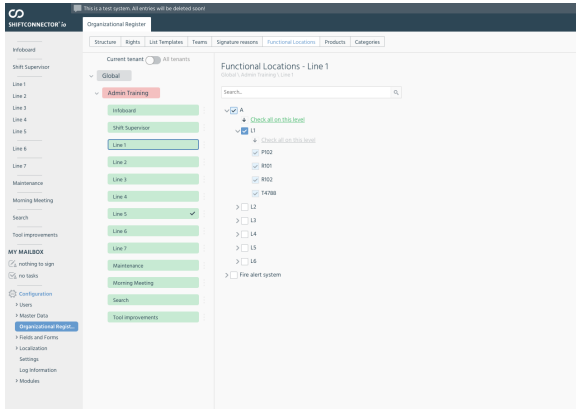 This is a test system. All entries will be deleted soon!
SHIFTCONNECTOR® io
Infoboard
Shift Supervisor
Line 1
Line 2
Line 3
Line 4
Line 5
Line 6
Line 7
Maintenance
Morning Meeting
Search
Tool improvements
MY MAILBOX
nothing to sign
no tasks
Configuration
Users
Master Data
Organizational Regist...
Fields and Forms
Localization
Settings
Log Information
Modules
Organizational Register
Structure Rights List Templates Teams Signature reasons Functional Locations Products Categories
Current tenant All tenants
Global
Admin Training
Infoboard
Shift Supervisor
Line 1
Line 2
Line 3
Line 4
Line 5
Line 6
Line 7
Maintenance
Morning Meeting
Search
Tool improvements
Functional Locations - Line 1
Global \ Admin Training \ Line 1
Search...
A
Check all on this level
L1
Check all on this level
P102
R101
R102
T4788
L2
L3
L4
L5
L6
Fire alert system